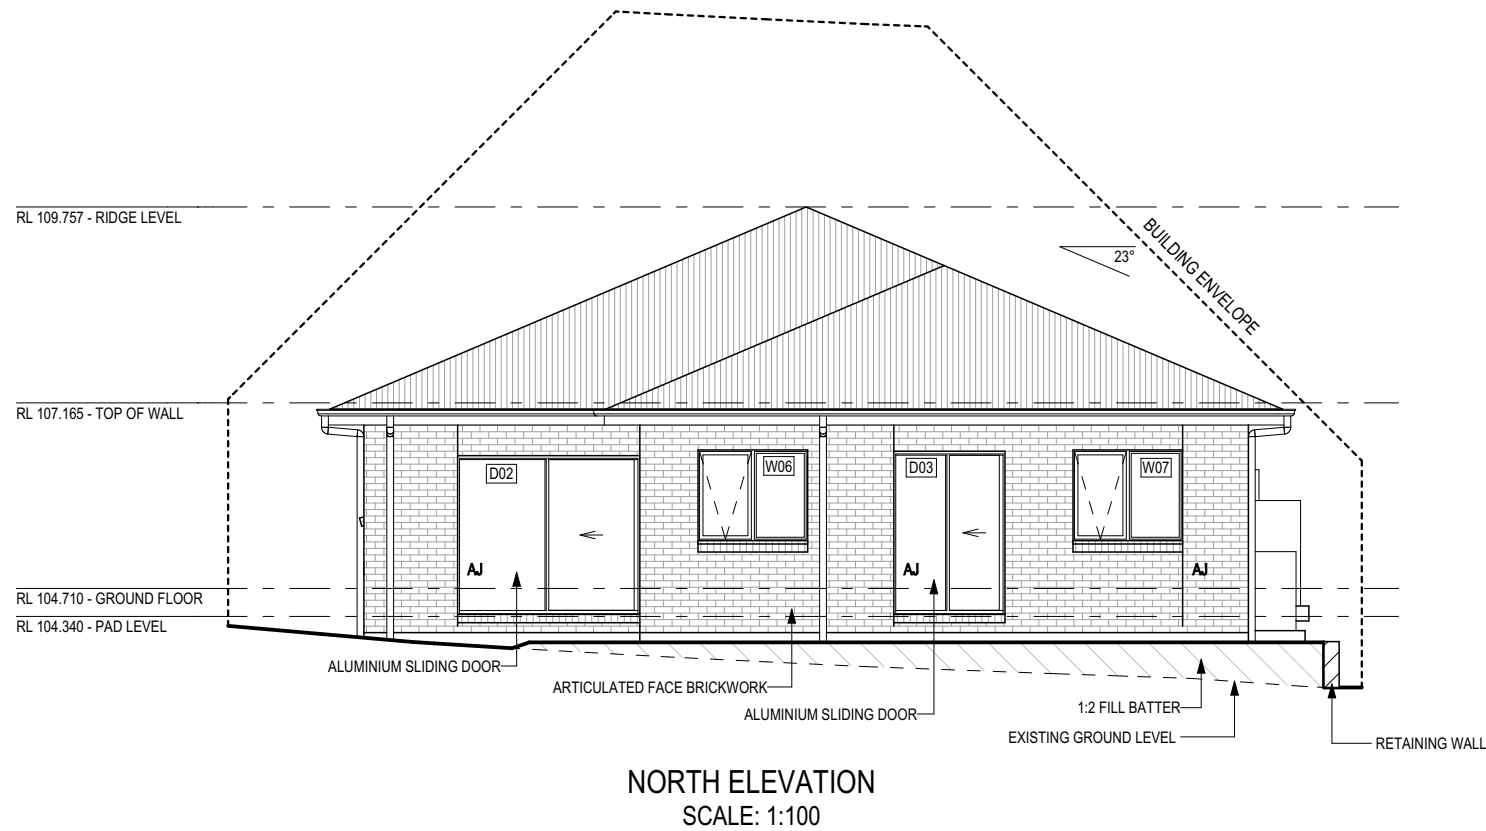 RL 109.757 - RIDGE LEVEL
BUILDING ENVELOPE
23°
RL 107.165 - TOP OF WALL
D02
W06
D03
W07
AJ
AJ
AJ
RL 104.710 - GROUND FLOOR
RL 104.340 - PAD LEVEL
ALUMINIUM SLIDING DOOR
ARTICULATED FACE BRICKWORK
ALUMINIUM SLIDING DOOR
1:2 FILL BATTER
EXISTING GROUND LEVEL
RETAINING WALL
NORTH ELEVATION
SCALE: 1:100